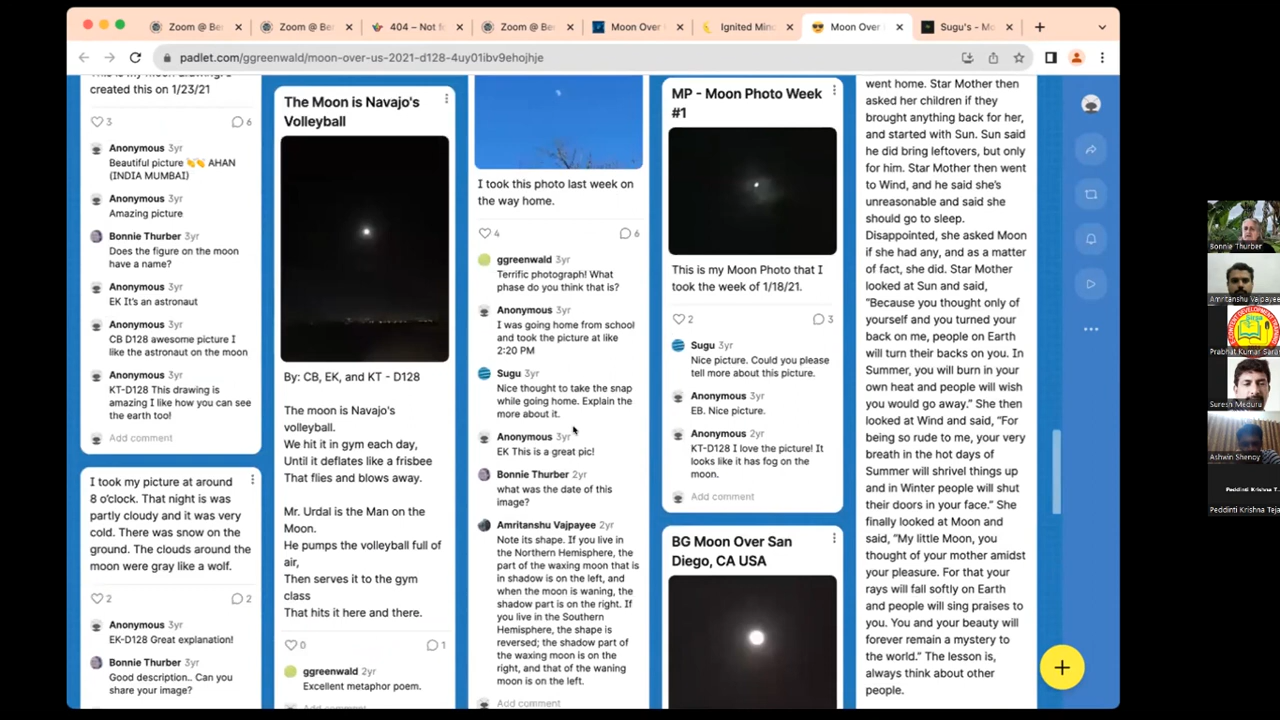 Zoom @ Be
Zoom @ Be
404 – Not f
Zoom @ Be
Moon Over
Ignited Min
Moon Over
Sugu's - Mo
padlet.com/ggreenwald/moon-over-us-2021-d128-4uy01ibv9ehojhje
created this on 1/23/21
3
6
Anonymous 3yr
Beautiful picture 👏👏 AHAN
(INDIA MUMBAI)
Anonymous 3yr
Amazing picture
Bonnie Thurber 3yr
Does the figure on the moon
have a name?
Anonymous 3yr
EK It's an astronaut
Anonymous 3yr
CB D128 awesome picture I
like the astronaut on the moon
Anonymous 3yr
KT-D128 This drawing is
amazing I like how you can see
the earth too!
Add comment
I took my picture at around
8 o'clock. That night is was
partly cloudy and it was very
cold. There was snow on the
ground. The clouds around the
moon were gray like a wolf.
2
2
Anonymous 3yr
EK-D128 Great explanation!
Bonnie Thurber 3yr
Good description.. Can you
share your image?
The Moon is Navajo's
Volleyball
By: CB, EK, and KT - D128
The moon is Navajo's
volleyball.
We hit it in gym each day,
Until it deflates like a frisbee
That flies and blows away.
Mr. Urdal is the Man on the
Moon.
He pumps the volleyball full of
air,
Then serves it to the gym
class
That hits it here and there.
0
1
ggreenwald 2yr
Excellent metaphor poem.
I took this photo last week on
the way home.
4
6
ggreenwald 3yr
Terrific photograph! What
phase do you think that is?
Anonymous 3yr
I was going home from school
and took the picture at like
2:20 PM
Sugu 3yr
Nice thought to take the snap
while going home. Explain the
more about it.
Anonymous 3yr
EK This is a great pic!
Bonnie Thurber 2yr
what was the date of this
image?
Amritanshu Vajpayee 2yr
Note its shape. If you live in
the Northern Hemisphere, the
part of the waxing moon that is
in shadow is on the left, and
when the moon is waning, the
shadow part is on the right. If
you live in the Southern
Hemisphere, the shape is
reversed; the shadow part of
the waxing moon is on the
right, and that of the waning
moon is on the left.
Add comment
MP - Moon Photo Week
#1
This is my Moon Photo that I
took the week of 1/18/21.
2
3
Sugu 3yr
Nice picture. Could you please
tell more about this picture.
Anonymous 3yr
EB. Nice picture.
Anonymous 2yr
KT-D128 I love the picture! It
looks like it has fog on the
moon.
Add comment
BG Moon Over San
Diego, CA USA
went home. Star Mother then
asked her children if they
brought anything back for her,
and started with Sun. Sun said
he did bring leftovers, but only
for him. Star Mother then went
to Wind, and he said she's
unreasonable and said she
should go to sleep.
Disappointed, she asked Moon
if she had any, and as a matter
of fact, she did. Star Mother
looked at Sun and said,
"Because you thought only of
yourself and you turned your
back on me, people on Earth
will turn their backs on you. In
Summer, you will burn in your
own heat and people will wish
you would go away." She then
looked at Wind and said, "For
being so rude to me, your very
breath in the hot days of
Summer will shrivel things up
and in Winter people will shut
their doors in your face." She
finally looked at Moon and
said, "My little Moon, you
thought of your mother amidst
your pleasure. For that your
rays will fall softly on Earth
and people will sing praises to
you. You and your beauty will
forever remain a mystery to
the world." The lesson is,
always think about other
people.
Bonnie Thurber
Amritanshu Vajpayee
Prabhat Kumar Saraf
Suresh Meduru
Ashwin Shenoy
Peddinti Krishna T...
Peddinti Krishna Teja